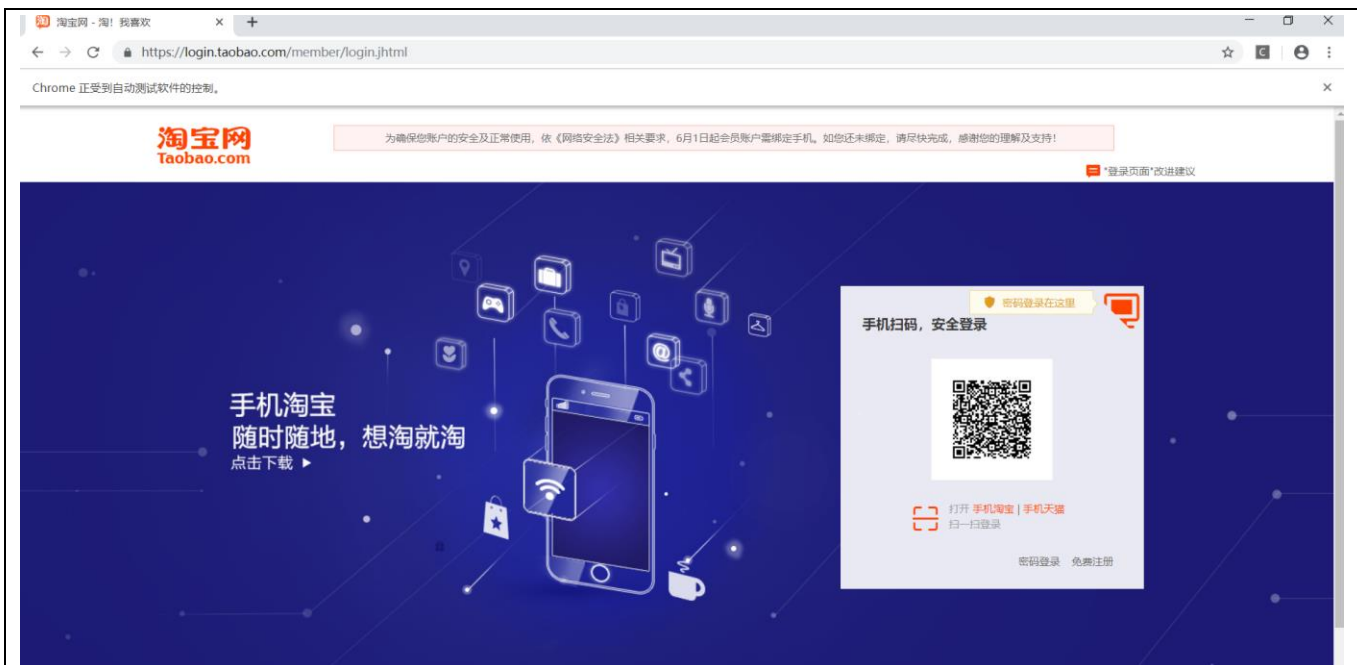 淘宝网 - 淘！我喜欢
https://login.taobao.com/member/login.jhtml
Chrome 正受到自动测试软件的控制。
淘宝网
Taobao.com
为确保您账户的安全及正常使用，依《网络安全法》相关要求，6月1日起会员账户需绑定手机。如您还未绑定，请尽快完成，感谢您的理解及支持！
"登录页面"改进建议
手机淘宝
随时随地，想淘就淘
点击下载
密码登录在这里
手机扫码，安全登录
打开 手机淘宝 | 手机天猫
扫一扫登录
密码登录 免费注册